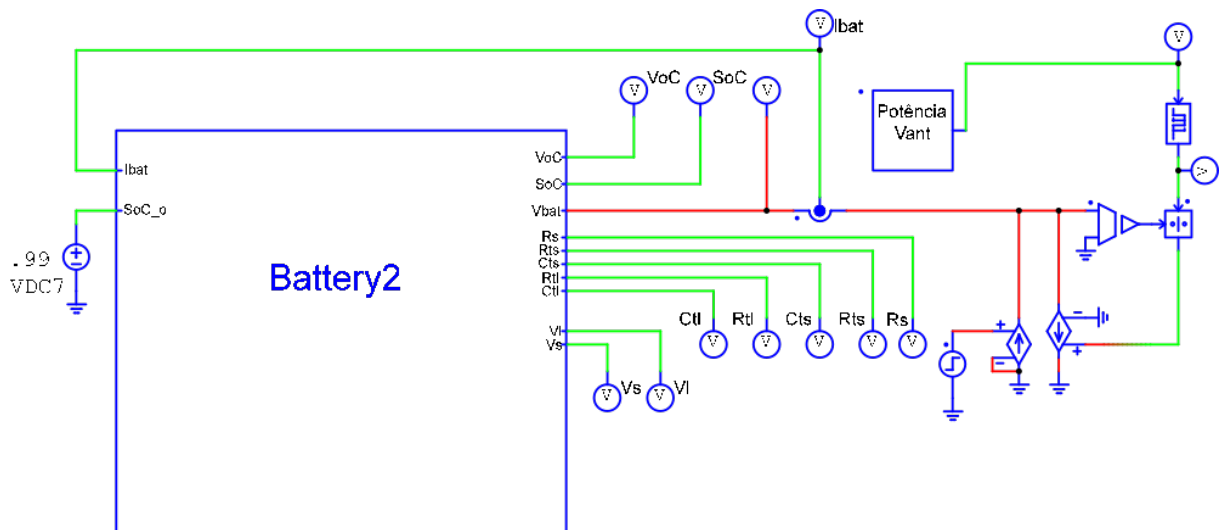 Ibat
VoC SoC
V V V V V
Potência
Vant
Ibat
VoC
SoC
SoC_o
Vbat
V
.99
VDC7
Battery2
Rs
Rts
Cts
Rtl
Ctl
Vl
Vs
Ctl Rtl Cts Rts Rs
V V V V V
V Vs V Vl